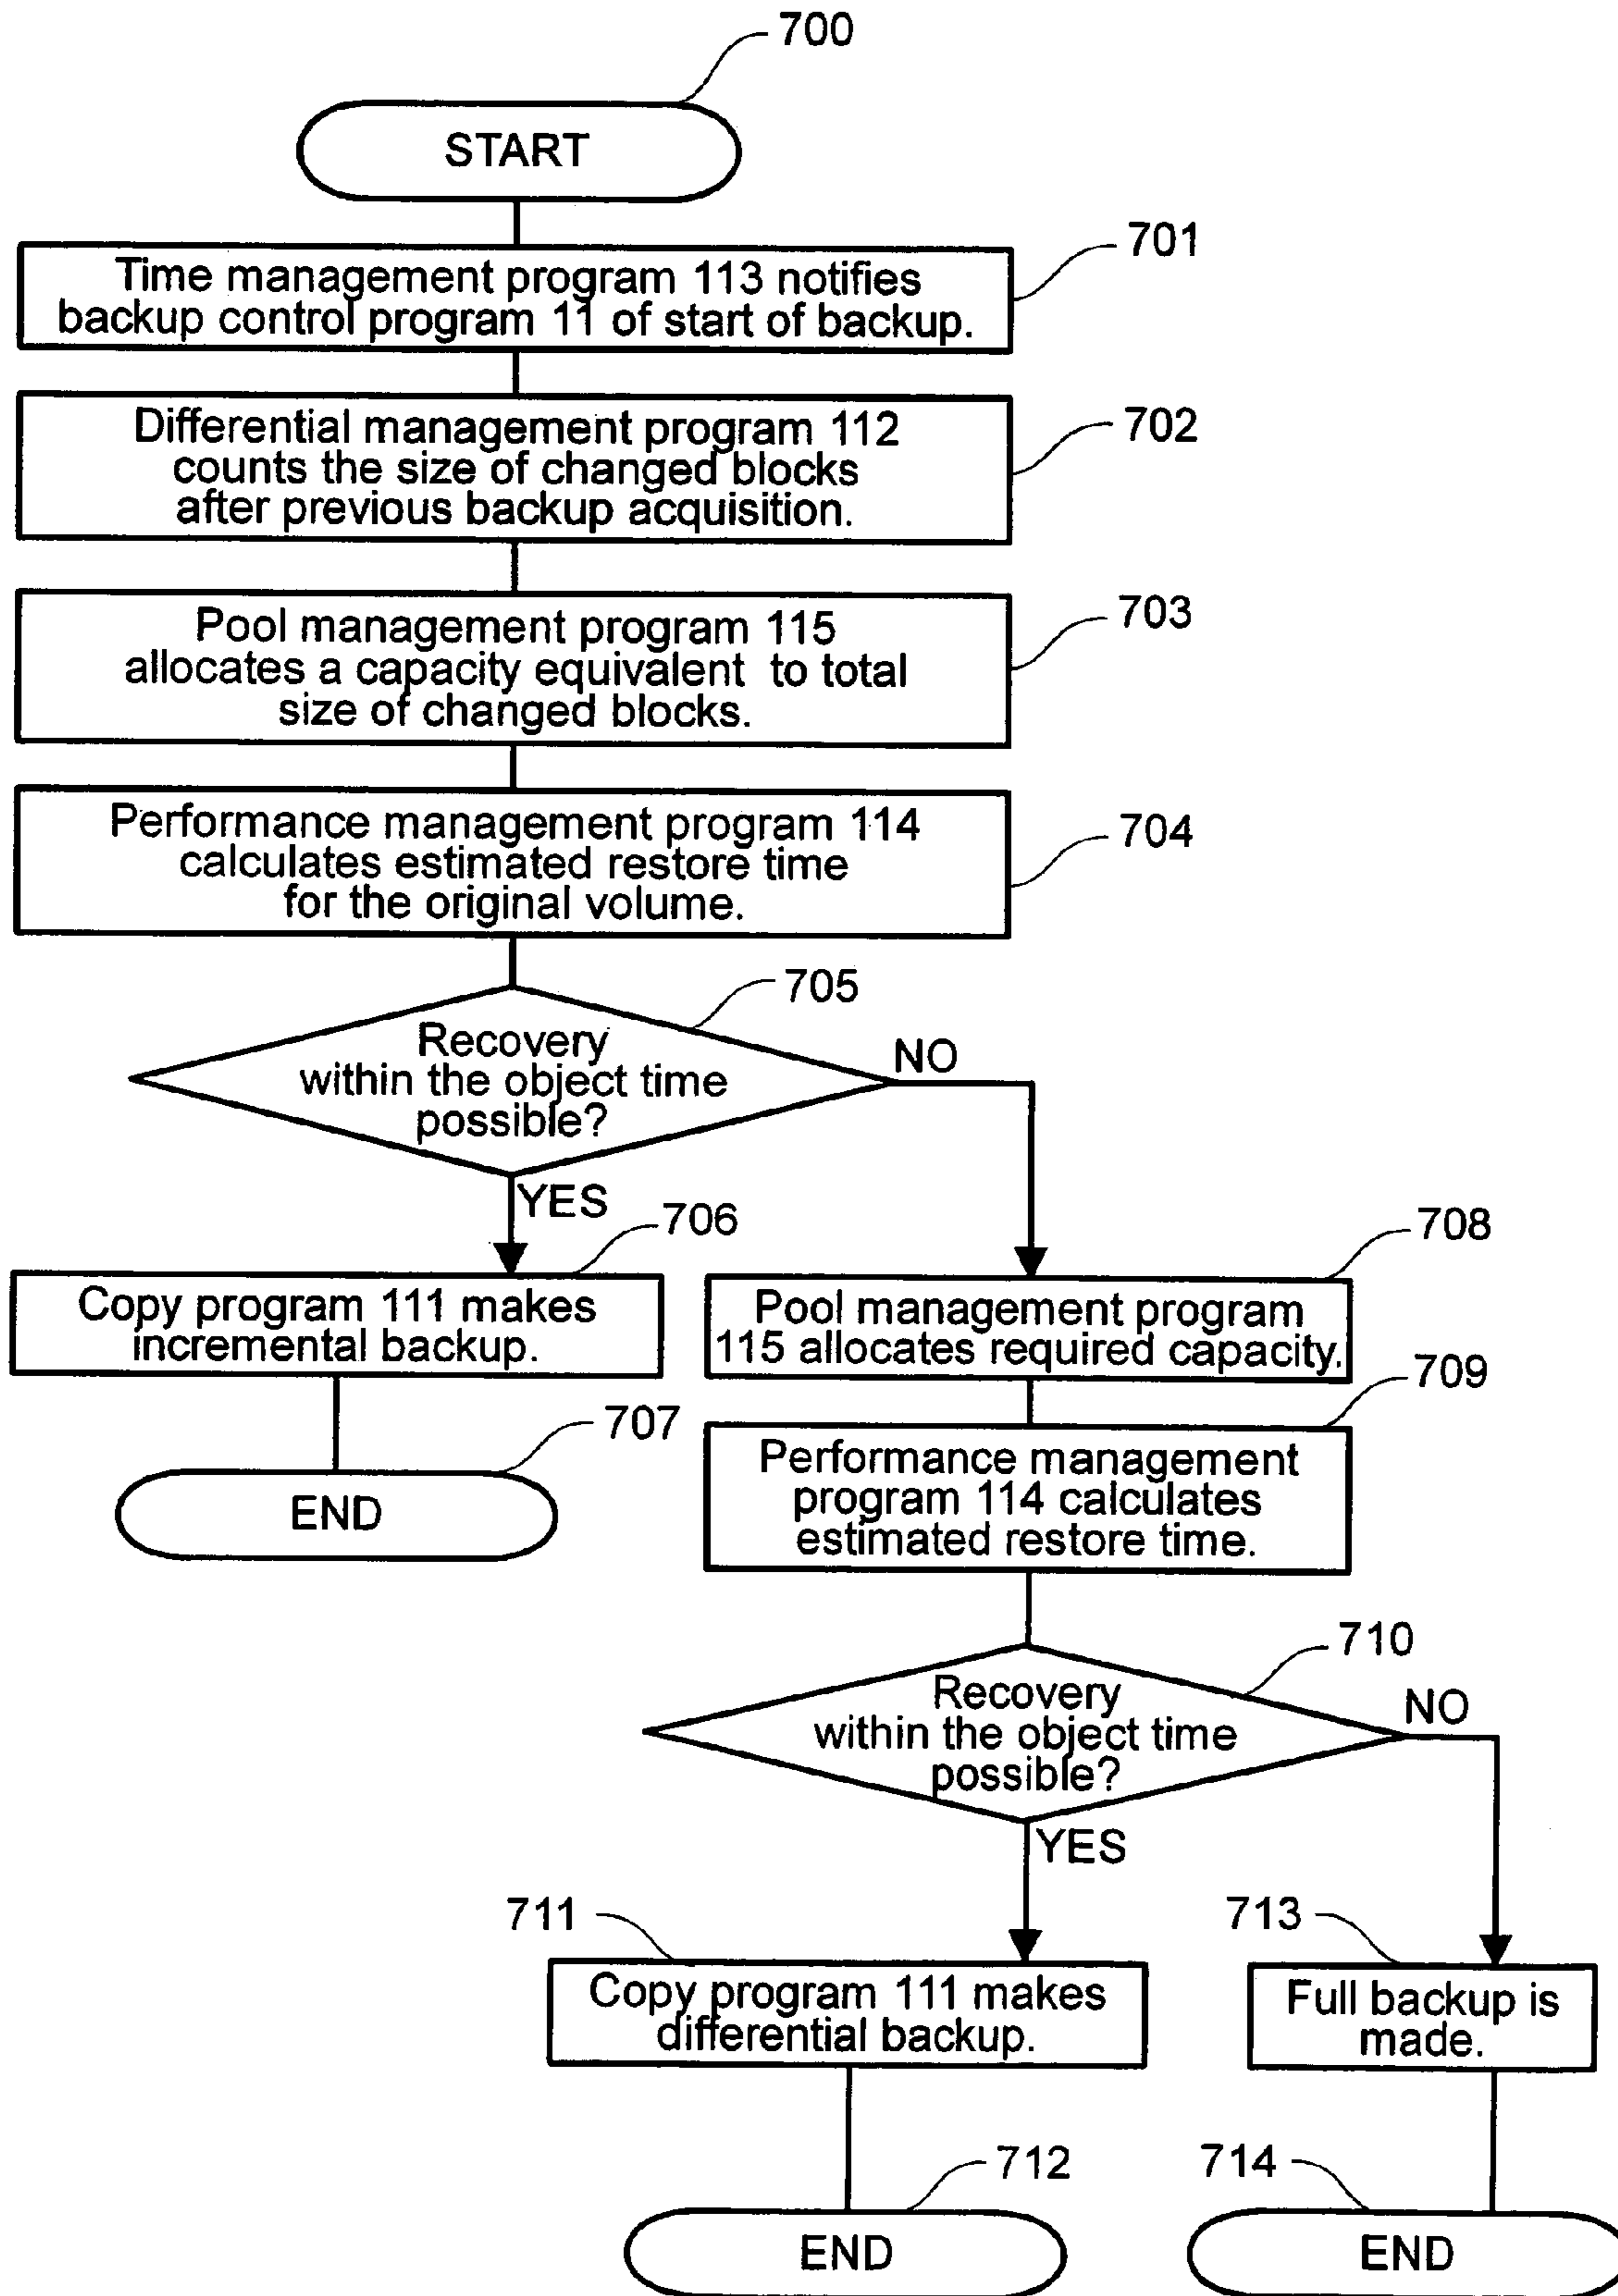 700
START
701
Time management program 113 notifies
backup control program 11 of start of backup.
702
Differential management program 112
counts the size of changed blocks
after previous backup acquisition.
703
Pool management program 115
allocates a capacity equivalent to total
size of changed blocks.
704
Performance management program 114
calculates estimated restore time
for the original volume.
705
Recovery
within the object time
possible?
NO
YES
706
Copy program 111 makes
incremental backup.
707
END
708
Pool management program
115 allocates required capacity.
709
Performance management
program 114 calculates
estimated restore time.
710
Recovery
within the object time
possible?
NO
YES
711
Copy program 111 makes
differential backup.
712
END
713
Full backup is
made.
714
END